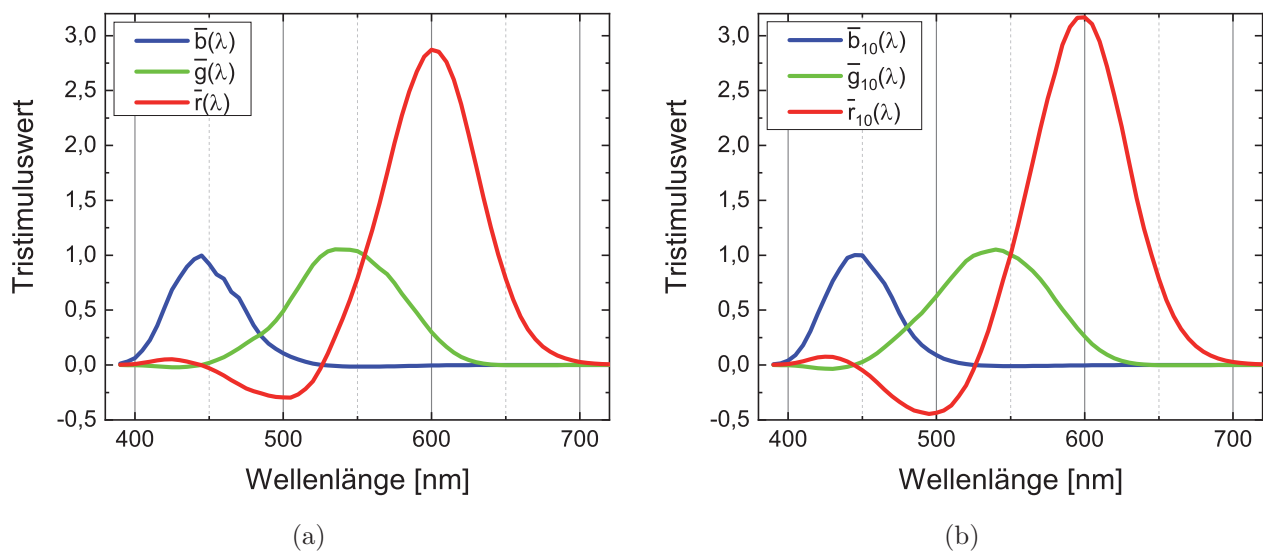 3,0
2,5
2,0
1,5
1,0
0,5
0,0
-0,5
Tristimuluswert
b̅(λ)
g̅(λ)
r̅(λ)
400 500 600 700
Wellenlänge [nm]
(a)
3,0
2,5
2,0
1,5
1,0
0,5
0,0
-0,5
Tristimuluswert
b̅₁₀(λ)
g̅₁₀(λ)
r̅₁₀(λ)
400 500 600 700
Wellenlänge [nm]
(b)